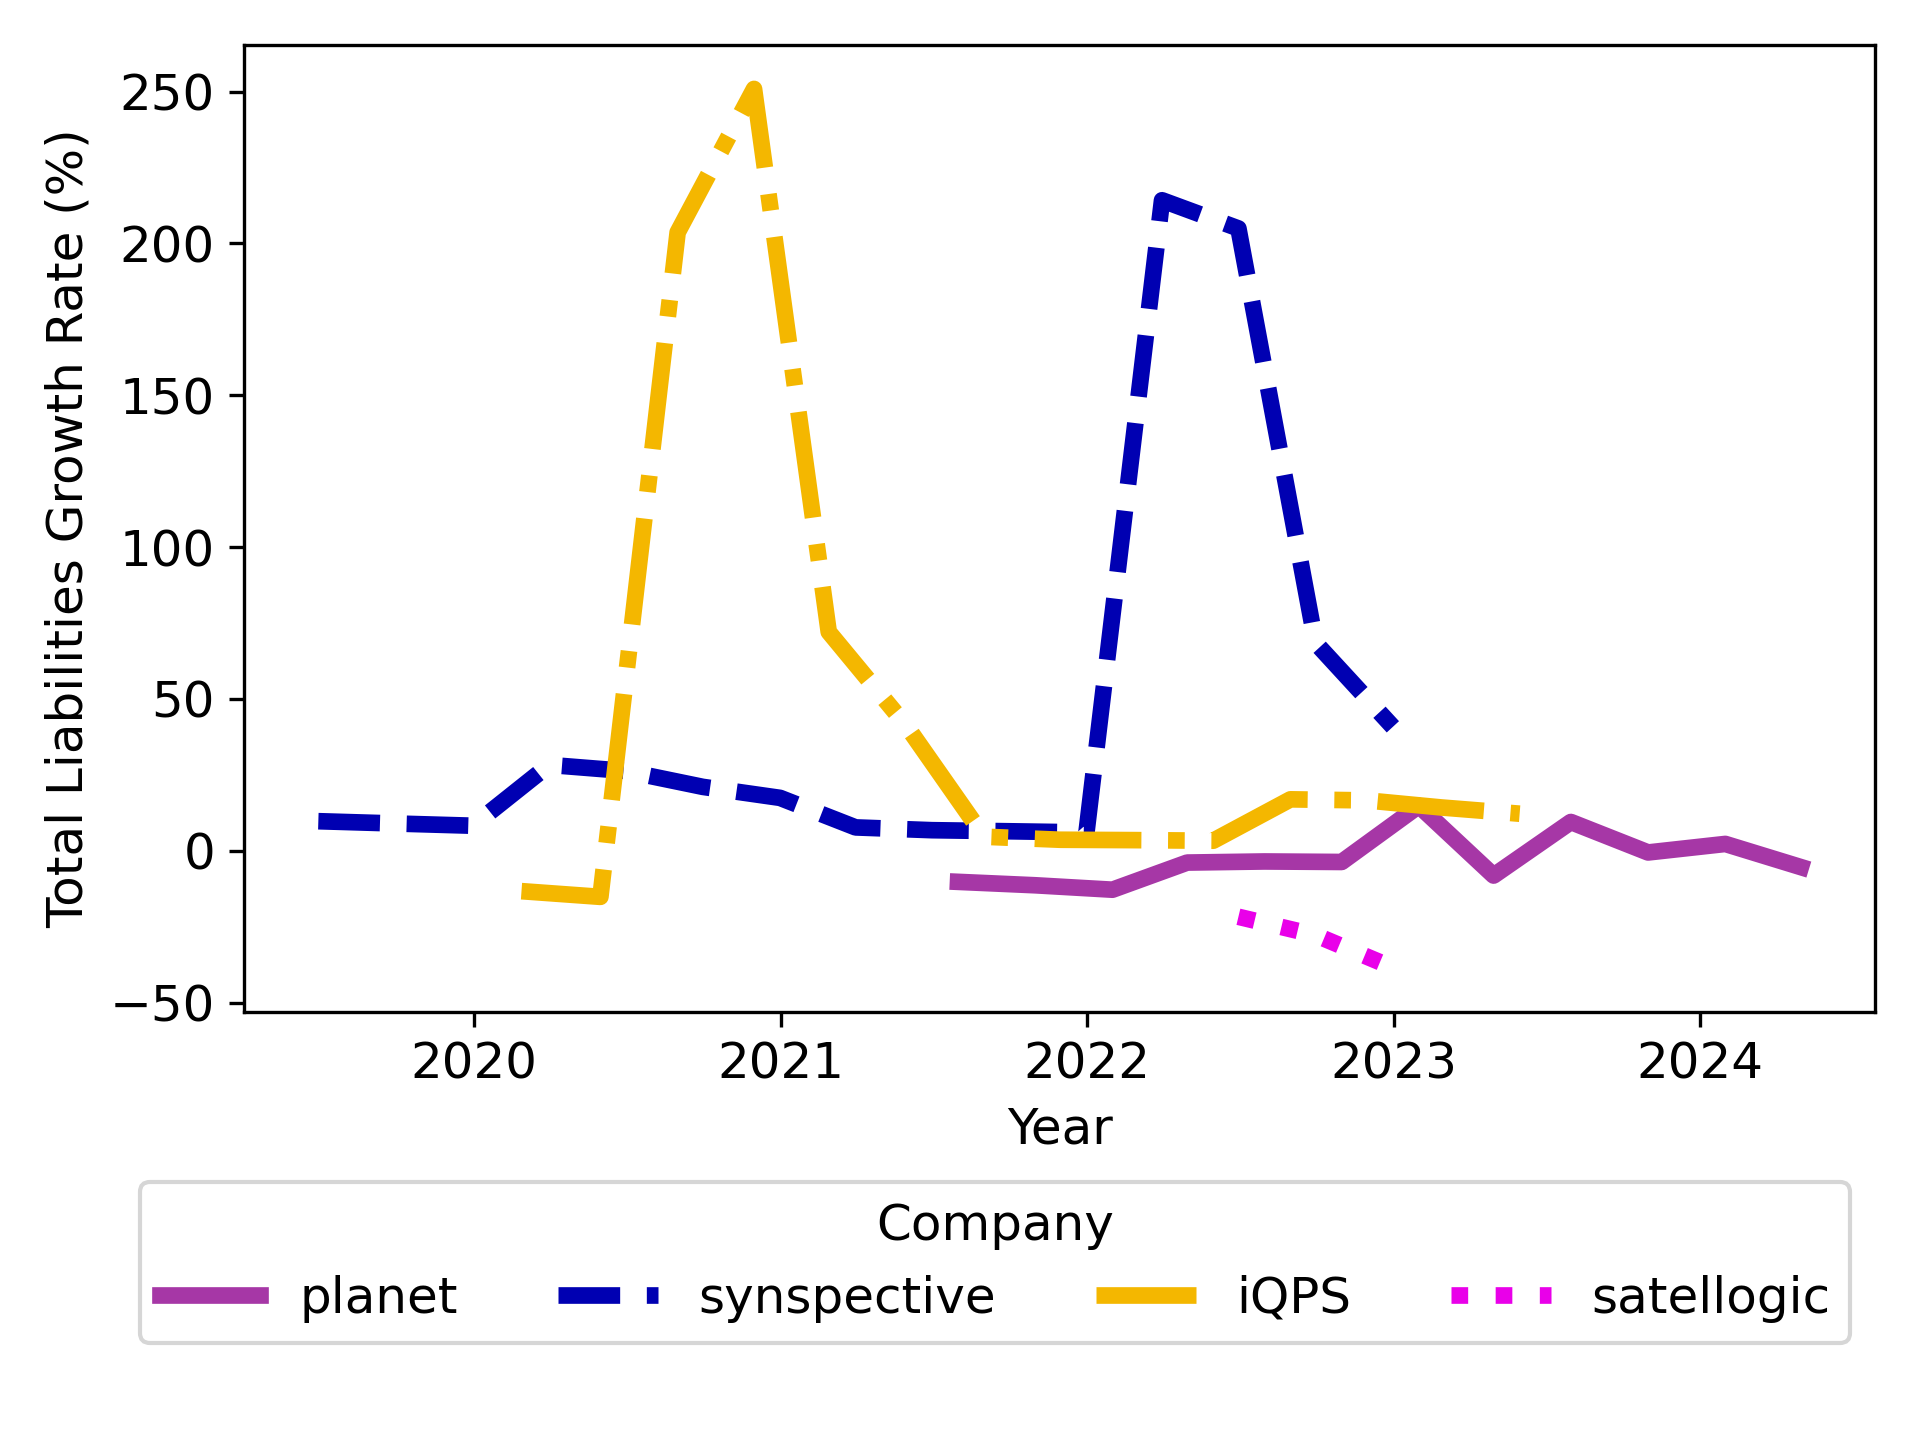 250
200
150
100
50
0
−50
Total Liabilities Growth Rate (%)
2020 2021 2022 2023 2024
Year
Company
planet synspective iQPS satellogic